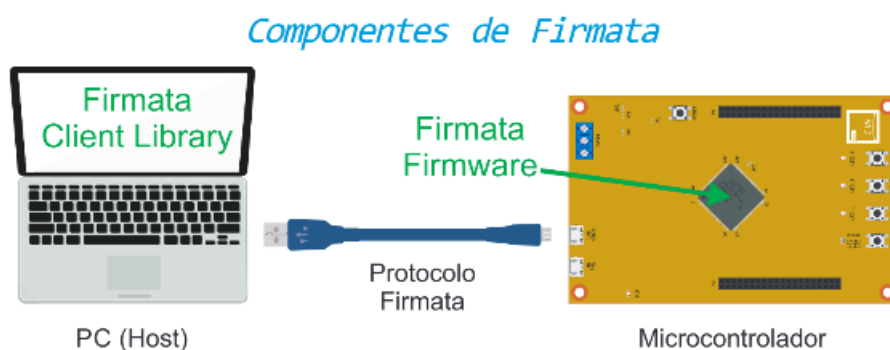 Componentes de Firmata
Firmata
Client Library
Firmata
Firmware
Protocolo
Firmata
PC (Host)
Microcontrolador